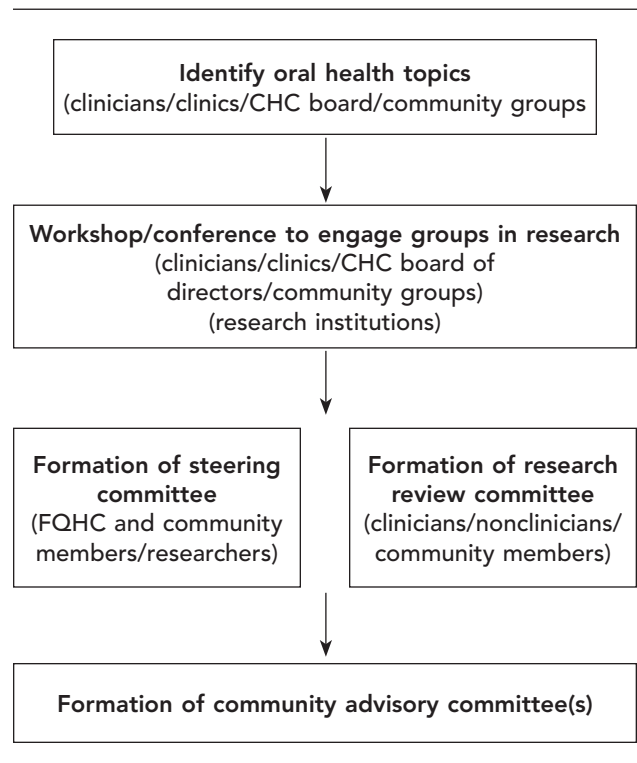 Identify oral health topics
(clinicians/clinics/CHC board/community groups
Workshop/conference to engage groups in research
(clinicians/clinics/CHC board of
directors/community groups)
(research institutions)
Formation of steering
committee
(FQHC and community
members/researchers)
Formation of research
review committee
(clinicians/nonclinicians/
community members)
Formation of community advisory committee(s)